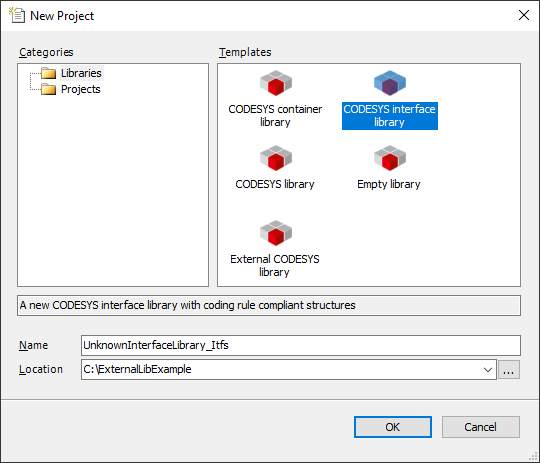 New Project
Categories
Templates
Libraries
Projects
CODESYS container
library
CODESYS interface
library
CODESYS library
Empty library
External CODESYS
library
A new CODESYS interface library with coding rule compliant structures
Name
UnknownInterfaceLibrary_Itfs
Location
C:\ExternalLibExample
...
OK
Cancel